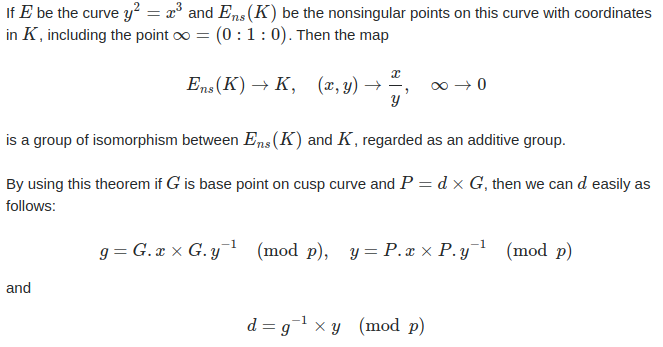 If E be the curve y² = x³ and Eₙₛ(K) be the nonsingular points on this curve with coordinates
in K, including the point ∞ = (0 : 1 : 0). Then the map
Eₙₛ(K) → K, (x, y) → x/y, ∞ → 0
is a group of isomorphism between Eₙₛ(K) and K, regarded as an additive group.
By using this theorem if G is base point on cusp curve and P = d × G, then we can d easily as
follows:
g = G.x × G.y⁻¹ (mod p), y = P.x × P.y⁻¹ (mod p)
and
d = g⁻¹ × y (mod p)